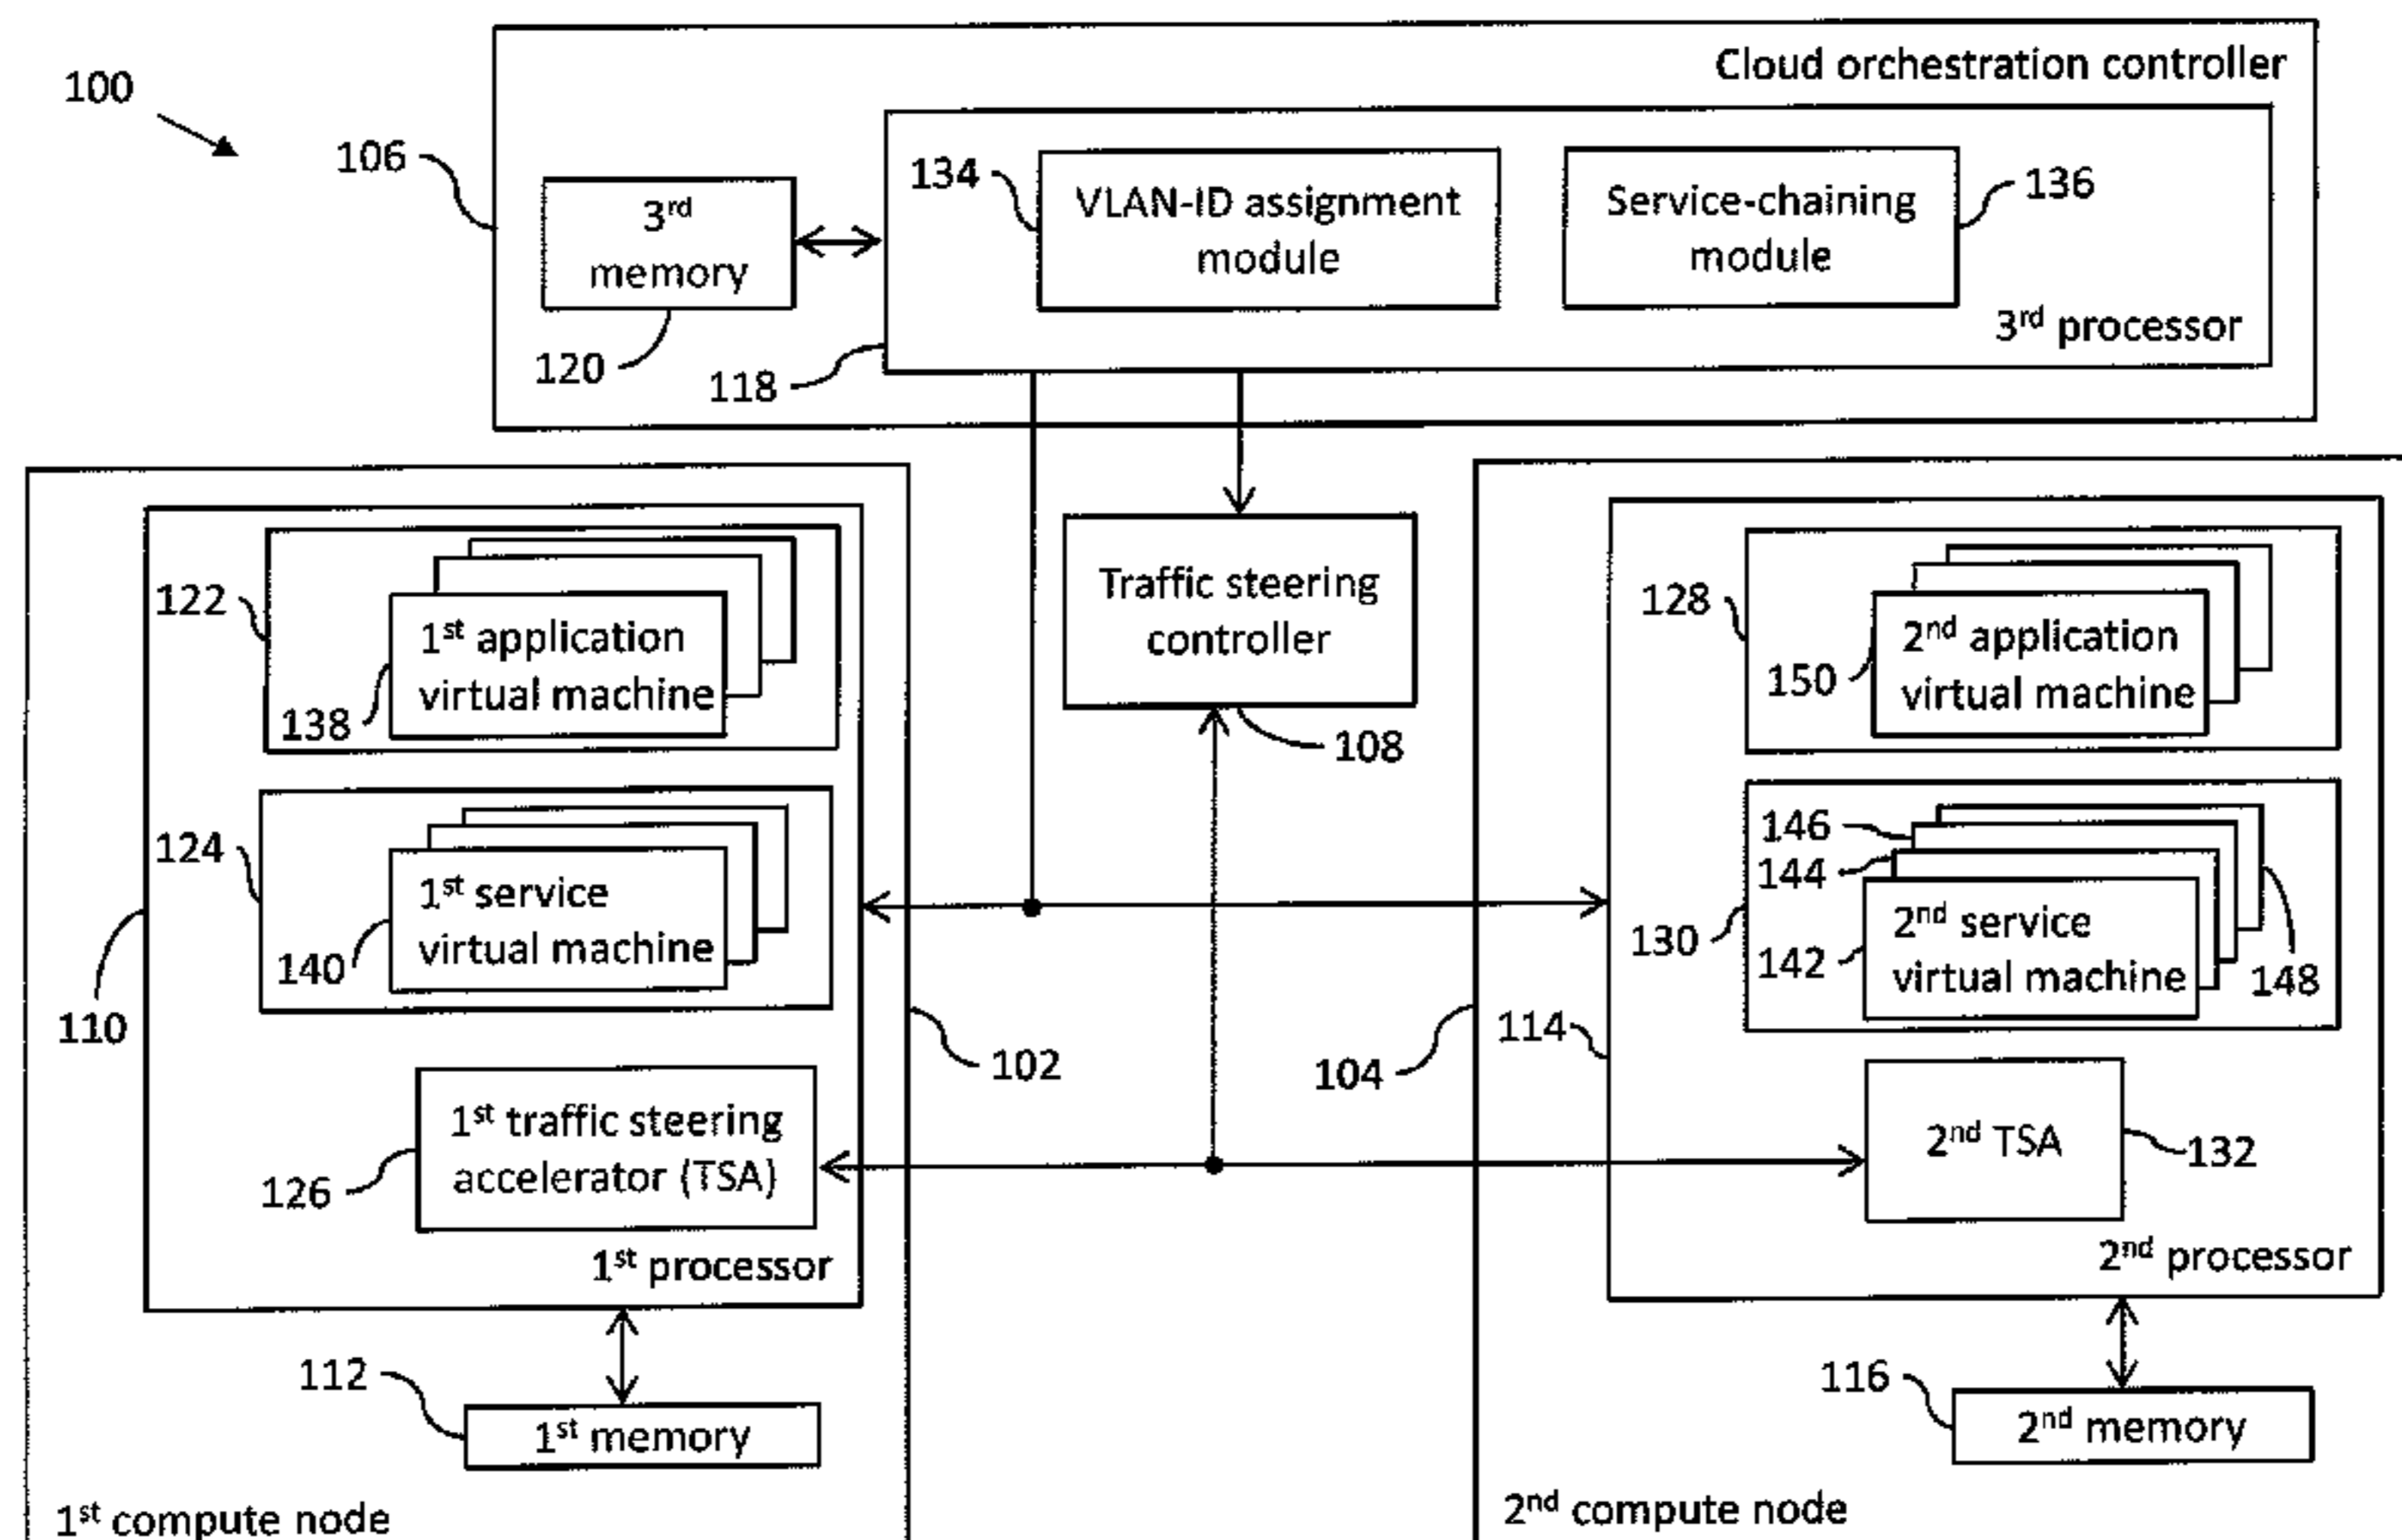 Cloud orchestration controller
100
106
134
VLAN-ID assignment
module
Service-chaining
module
136
3rd
memory
3rd processor
120
118
122
1st application
virtual machine
138
Traffic steering
controller
108
128
2nd application
virtual machine
150
124
1st service
virtual machine
140
146
144
130
142
2nd service
virtual machine
148
110
102
104
114
1st traffic steering
accelerator (TSA)
126
2nd TSA
132
1st processor
2nd processor
112
1st memory
116
2nd memory
1st compute node
2nd compute node